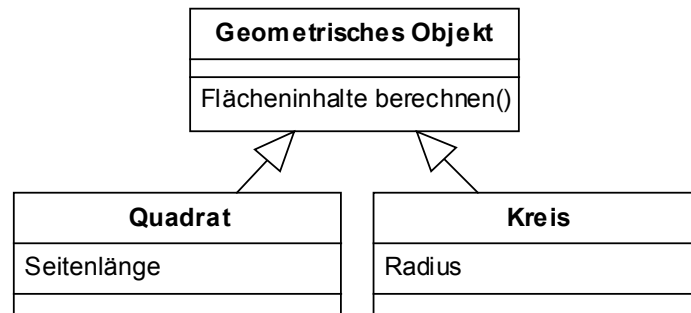 Geometrisches Objekt
Flächeninhalte berechnen()
Quadrat
Seitenlänge
Kreis
Radius